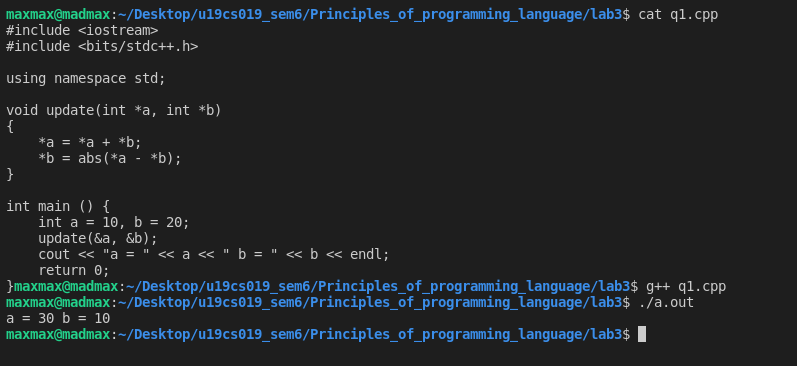 maxmax@madmax:~/Desktop/u19cs019_sem6/Principles_of_programming_language/lab3$ cat q1.cpp
#include <iostream>
#include <bits/stdc++.h>

using namespace std;

void update(int *a, int *b)
{
    *a = *a + *b;
    *b = abs(*a - *b);
}

int main () {
    int a = 10, b = 20;
    update(&a, &b);
    cout << "a = " << a << " b = " << b << endl;
    return 0;
}maxmax@madmax:~/Desktop/u19cs019_sem6/Principles_of_programming_language/lab3$ g++ q1.cpp
maxmax@madmax:~/Desktop/u19cs019_sem6/Principles_of_programming_language/lab3$ ./a.out
a = 30 b = 10
maxmax@madmax:~/Desktop/u19cs019_sem6/Principles_of_programming_language/lab3$